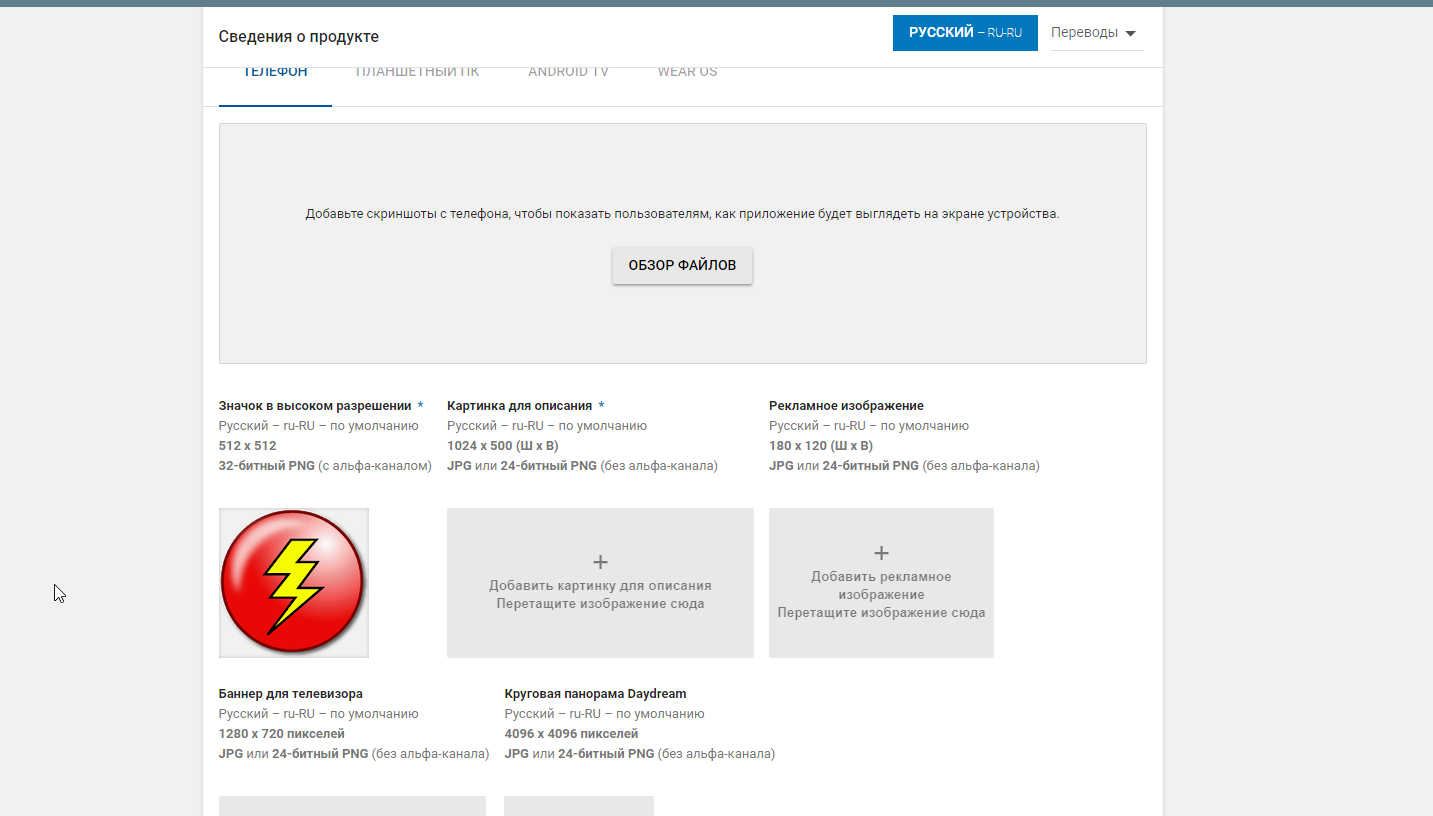 Сведения о продукте
РУССКИЙ – RU-RU
Переводы
ТЕЛЕФОН
ПЛАНШЕТНЫЙ ПК
ANDROID TV
WEAR OS
Добавьте скриншоты с телефона, чтобы показать пользователям, как приложение будет выглядеть на экране устройства.
ОБЗОР ФАЙЛОВ
Значок в высоком разрешении *
Русский – ru-RU – по умолчанию
512 x 512
32-битный PNG (с альфа-каналом)
Картинка для описания *
Русский – ru-RU – по умолчанию
1024 x 500 (Ш x В)
JPG или 24-битный PNG (без альфа-канала)
Рекламное изображение
Русский – ru-RU – по умолчанию
180 x 120 (Ш x В)
JPG или 24-битный PNG (без альфа-канала)
+
Добавить картинку для описания
Перетащите изображение сюда
+
Добавить рекламное
изображение
Перетащите изображение сюда
Баннер для телевизора
Русский – ru-RU – по умолчанию
1280 x 720 пикселей
JPG или 24-битный PNG (без альфа-канала)
Круговая панорама Daydream
Русский – ru-RU – по умолчанию
4096 x 4096 пикселей
JPG или 24-битный PNG (без альфа-канала)